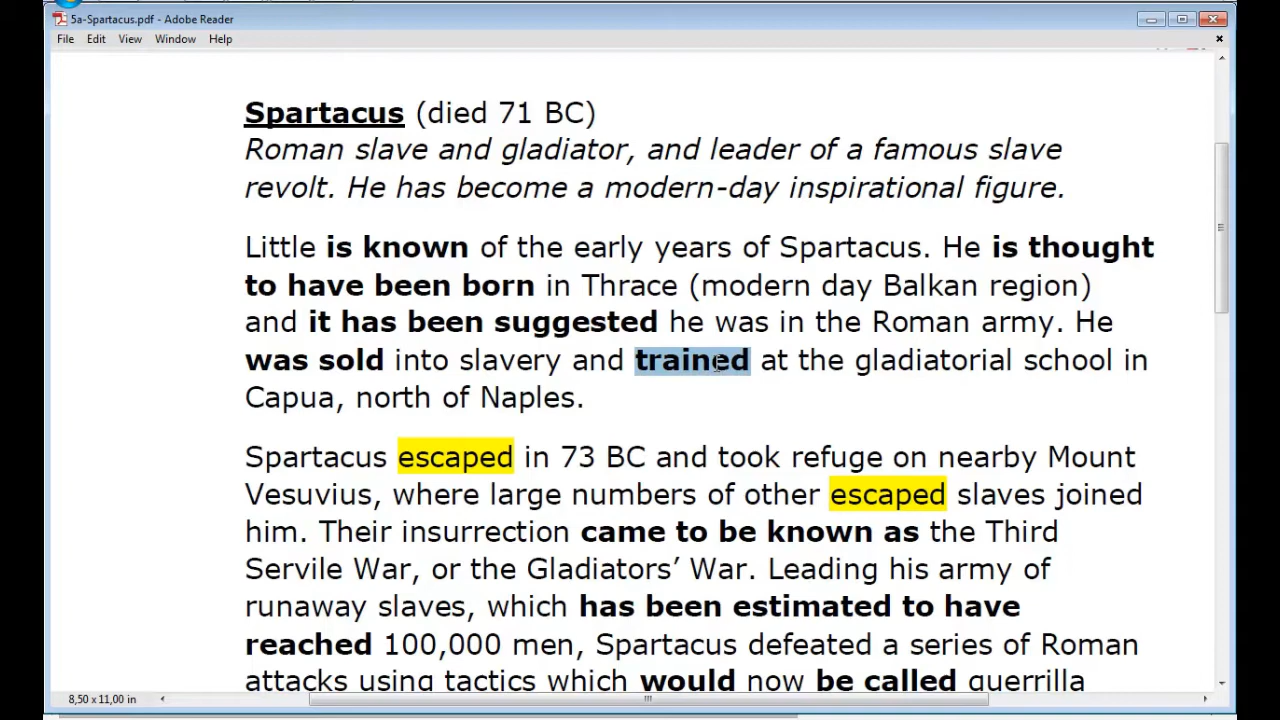 5a-Spartacus.pdf - Adobe Reader
File Edit View Window Help
Spartacus (died 71 BC)
Roman slave and gladiator, and leader of a famous slave
revolt. He has become a modern-day inspirational figure.
Little is known of the early years of Spartacus. He is thought
to have been born in Thrace (modern day Balkan region)
and it has been suggested he was in the Roman army. He
was sold into slavery and trained at the gladiatorial school in
Capua, north of Naples.
Spartacus escaped in 73 BC and took refuge on nearby Mount
Vesuvius, where large numbers of other escaped slaves joined
him. Their insurrection came to be known as the Third
Servile War, or the Gladiators’ War. Leading his army of
runaway slaves, which has been estimated to have
reached 100,000 men, Spartacus defeated a series of Roman
attacks using tactics which would now be called guerrilla
8,50 x 11,00 in